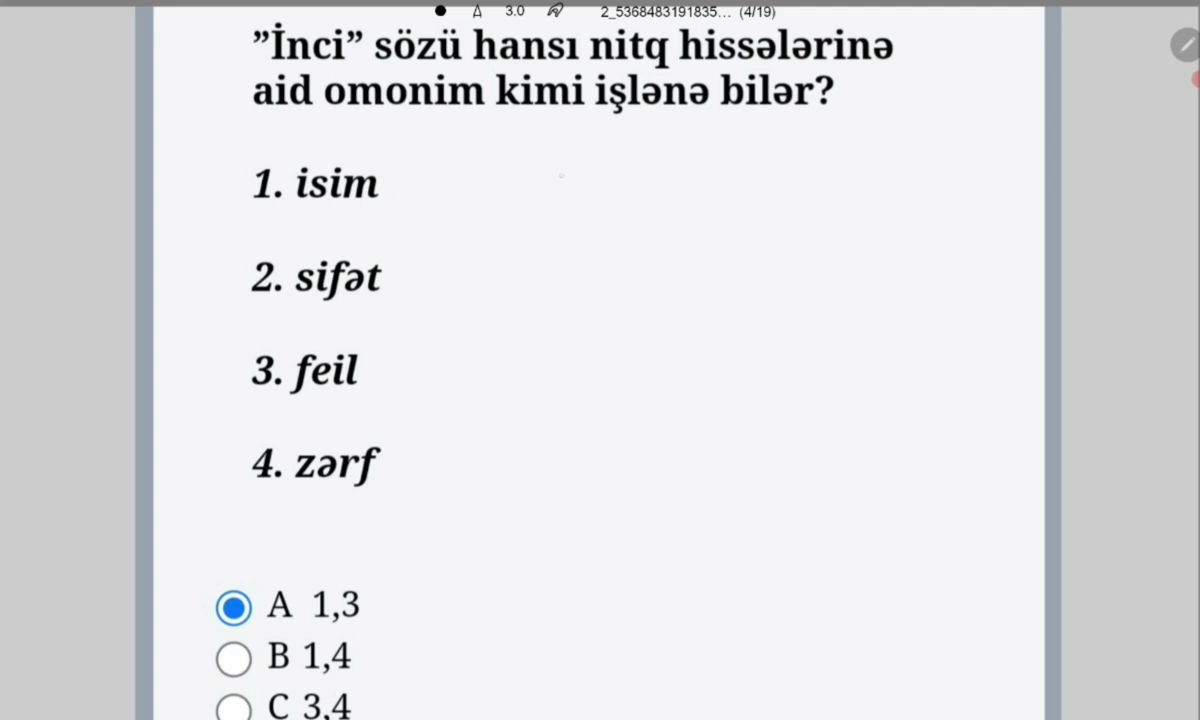 3.0 2_5368483191835... (4/19)
”İnci” sözü hansı nitq hissələrinə
aid omonim kimi işlənə bilər?
1. isim
2. sifət
3. feil
4. zərf
A 1,3
B 1,4
C 3,4